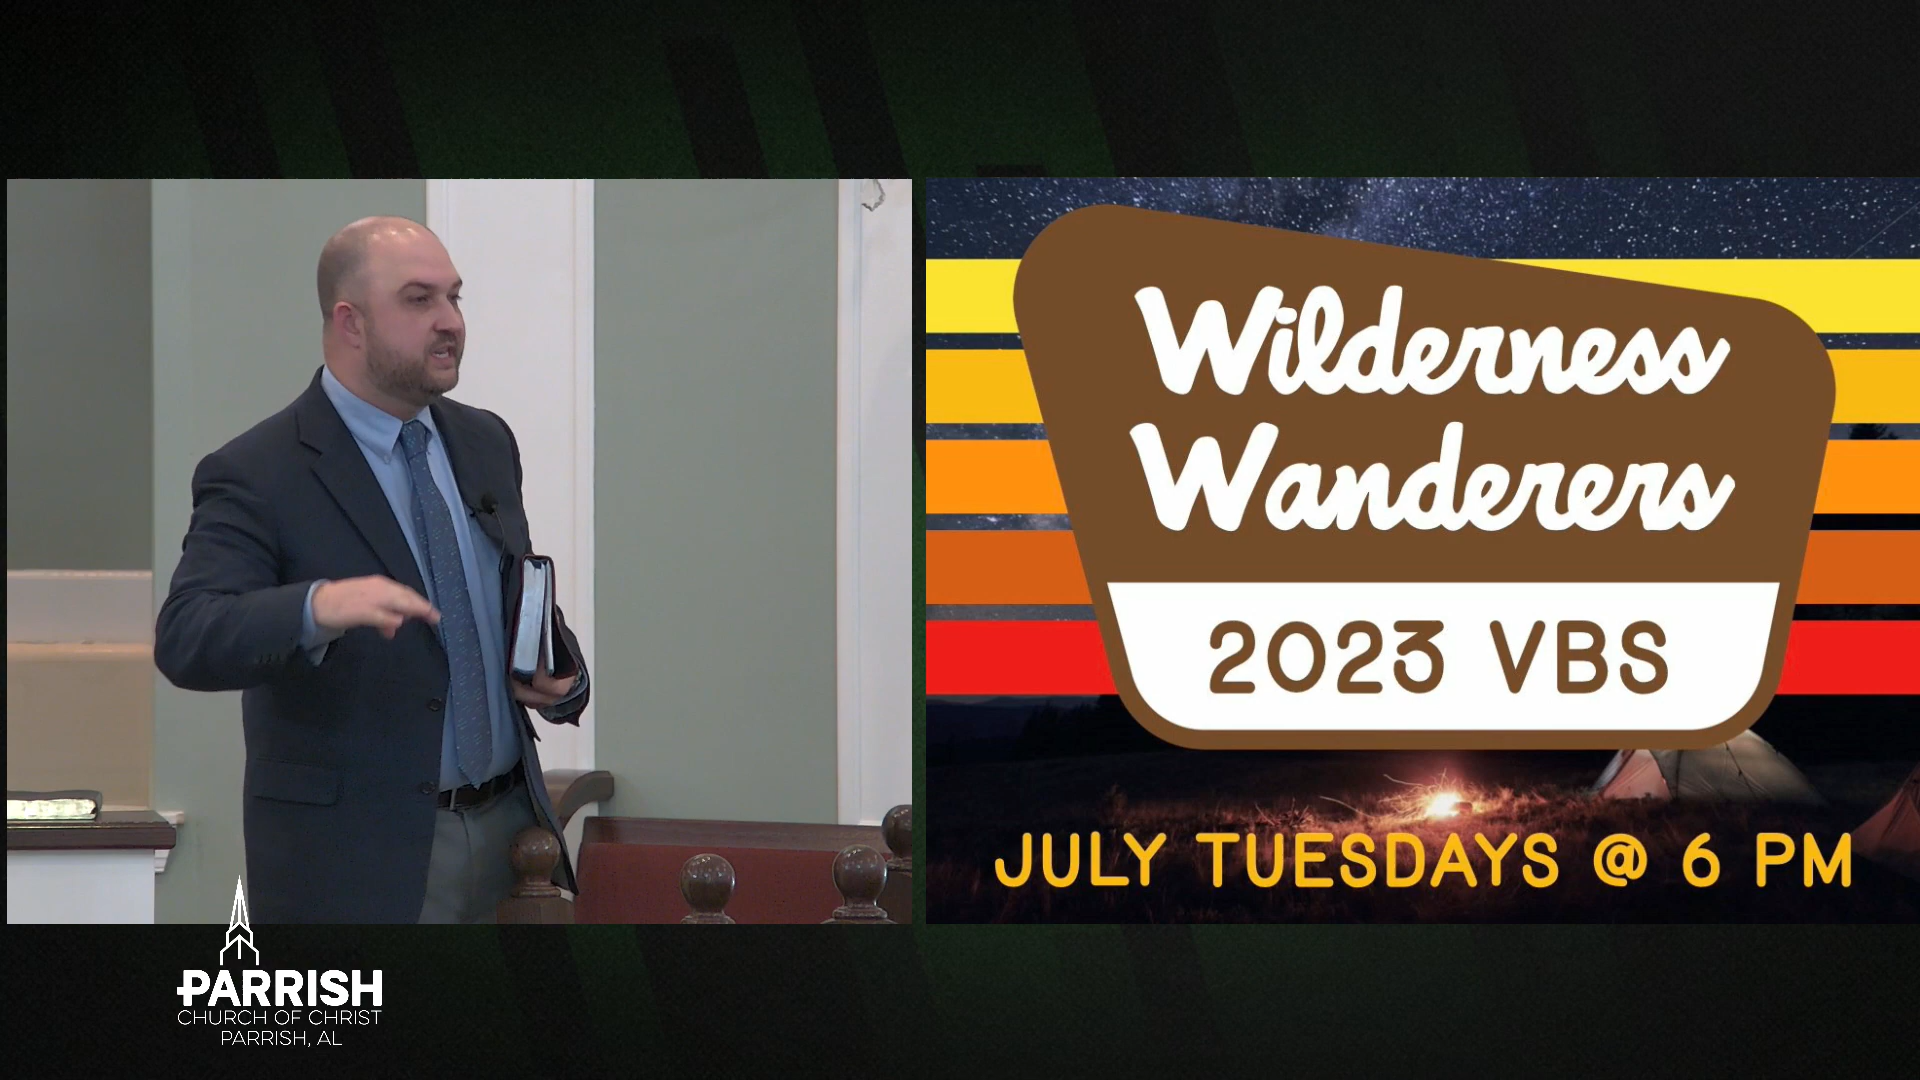 Wilderness
Wanderers
2023 VBS
JULY TUESDAYS @ 6 PM
PARRISH
CHURCH OF CHRIST
PARRISH, AL